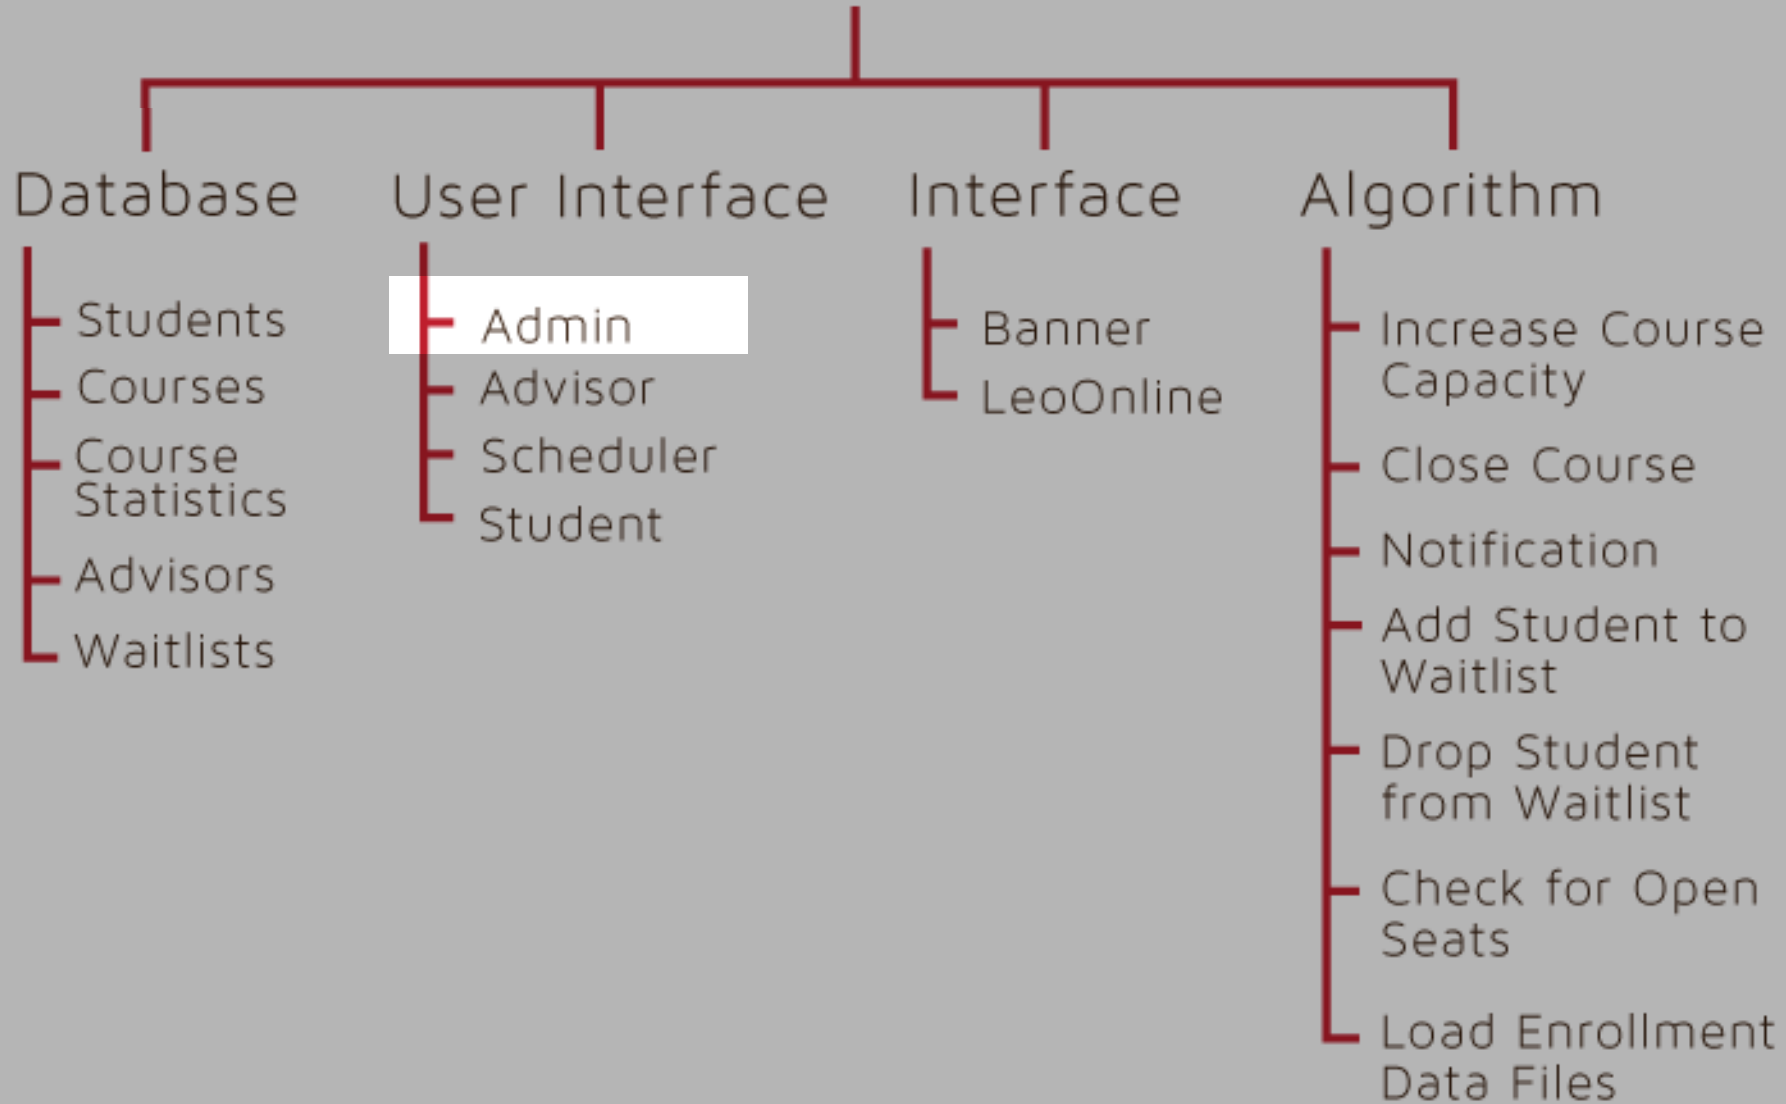 Database
Students
Courses
Course
Statistics
Advisors
Waitlists
User Interface
Admin
Advisor
Scheduler
Student
Interface
Banner
LeoOnline
Algorithm
Increase Course
Capacity
Close Course
Notification
Add Student to
Waitlist
Drop Student
from Waitlist
Check for Open
Seats
Load Enrollment
Data Files